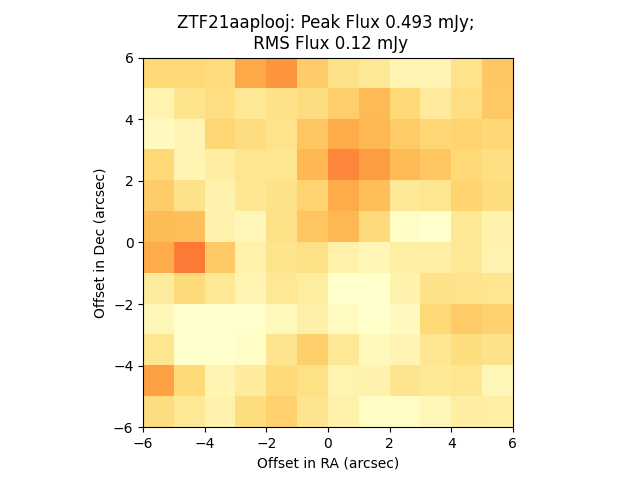 ZTF21aaplooj: Peak Flux 0.493 mJy;
RMS Flux 0.12 mJy
6
4
2
0
−2
−4
−6
Offset in Dec (arcsec)
−6 −4 −2 0 2 4 6
Offset in RA (arcsec)